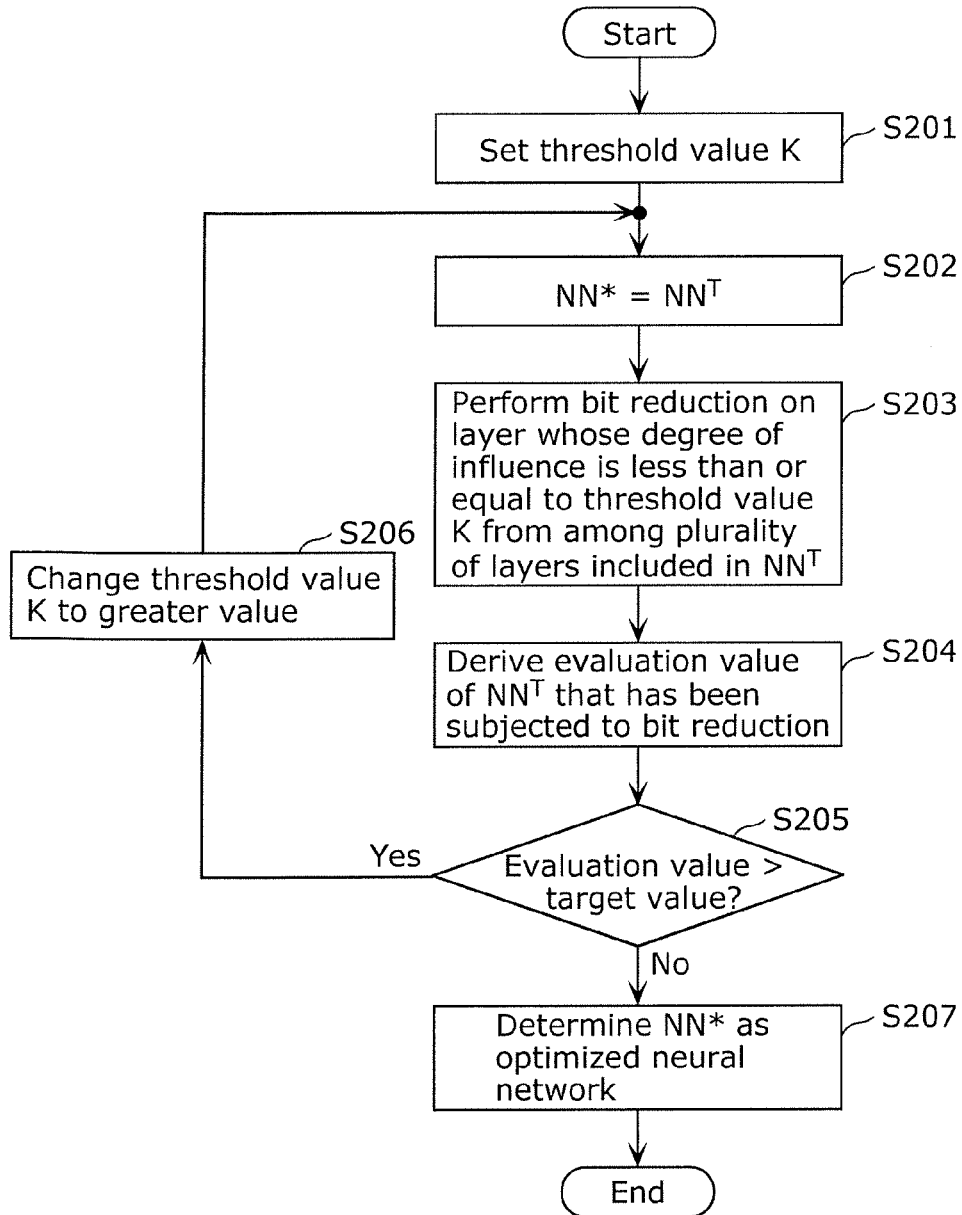 Start
S201
Set threshold value K
S202
NN* = NNᵀ
S203
Perform bit reduction on
layer whose degree of
influence is less than or
equal to threshold value
K from among plurality
of layers included in NNᵀ
S206
Change threshold value
K to greater value
S204
Derive evaluation value
of NNᵀ that has been
subjected to bit reduction
S205
Yes
Evaluation value >
target value?
No
S207
Determine NN* as
optimized neural
network
End